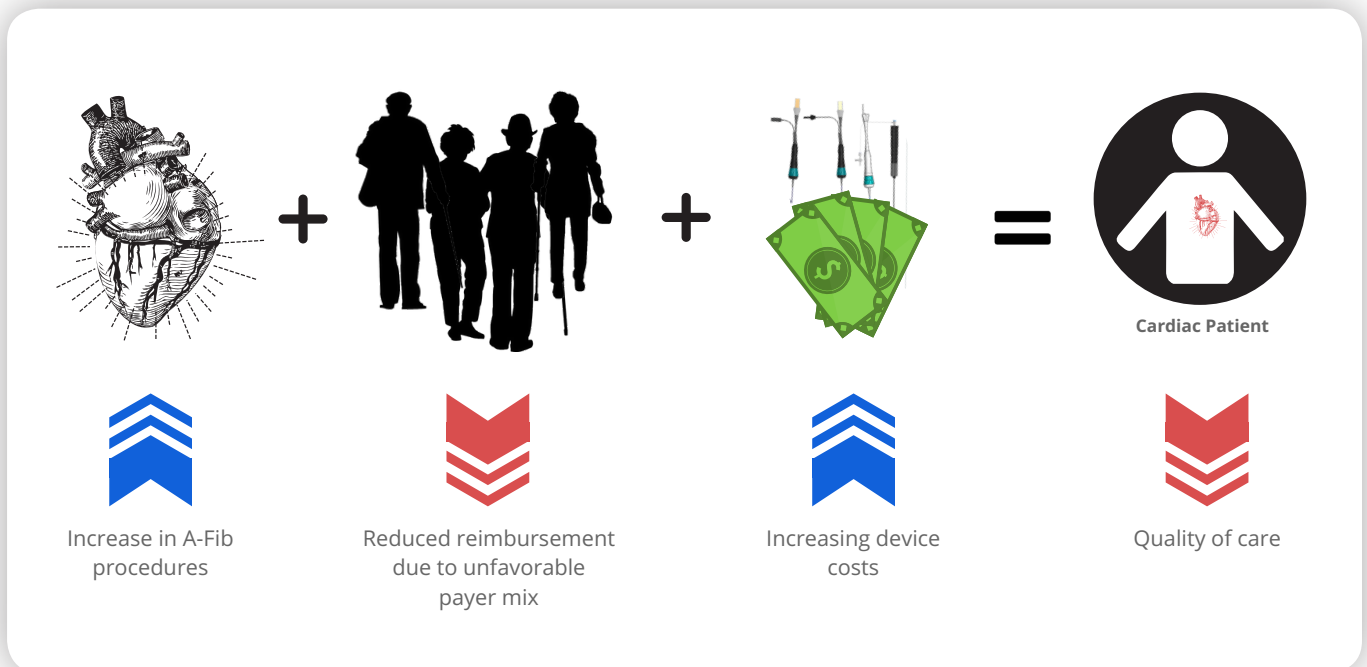 Cardiac Patient
Increase in A-Fib
procedures
Reduced reimbursement
due to unfavorable
payer mix
Increasing device
costs
Quality of care